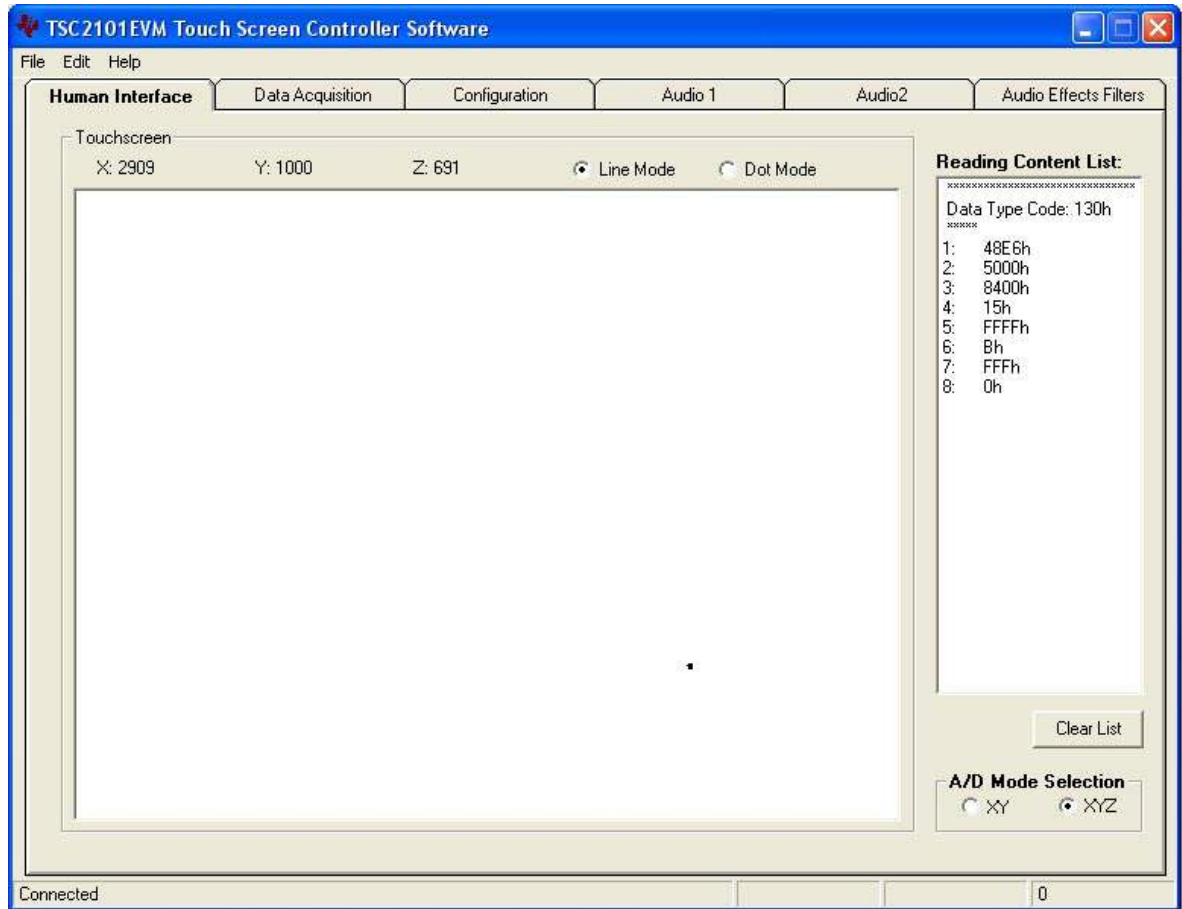 TSC2101EVM Touch Screen Controller Software
File Edit Help
Human Interface Data Acquisition Configuration Audio 1 Audio2 Audio Effects Filters
Touchscreen
X: 2909 Y: 1000 Z: 691 Line Mode Dot Mode
Reading Content List:
******************************
Data Type Code: 130h
*****
1: 48E6h
2: 5000h
3: 8400h
4: 15h
5: FFFFh
6: Bh
7: FFFh
8: 0h
Clear List
A/D Mode Selection
XY XYZ
Connected 0